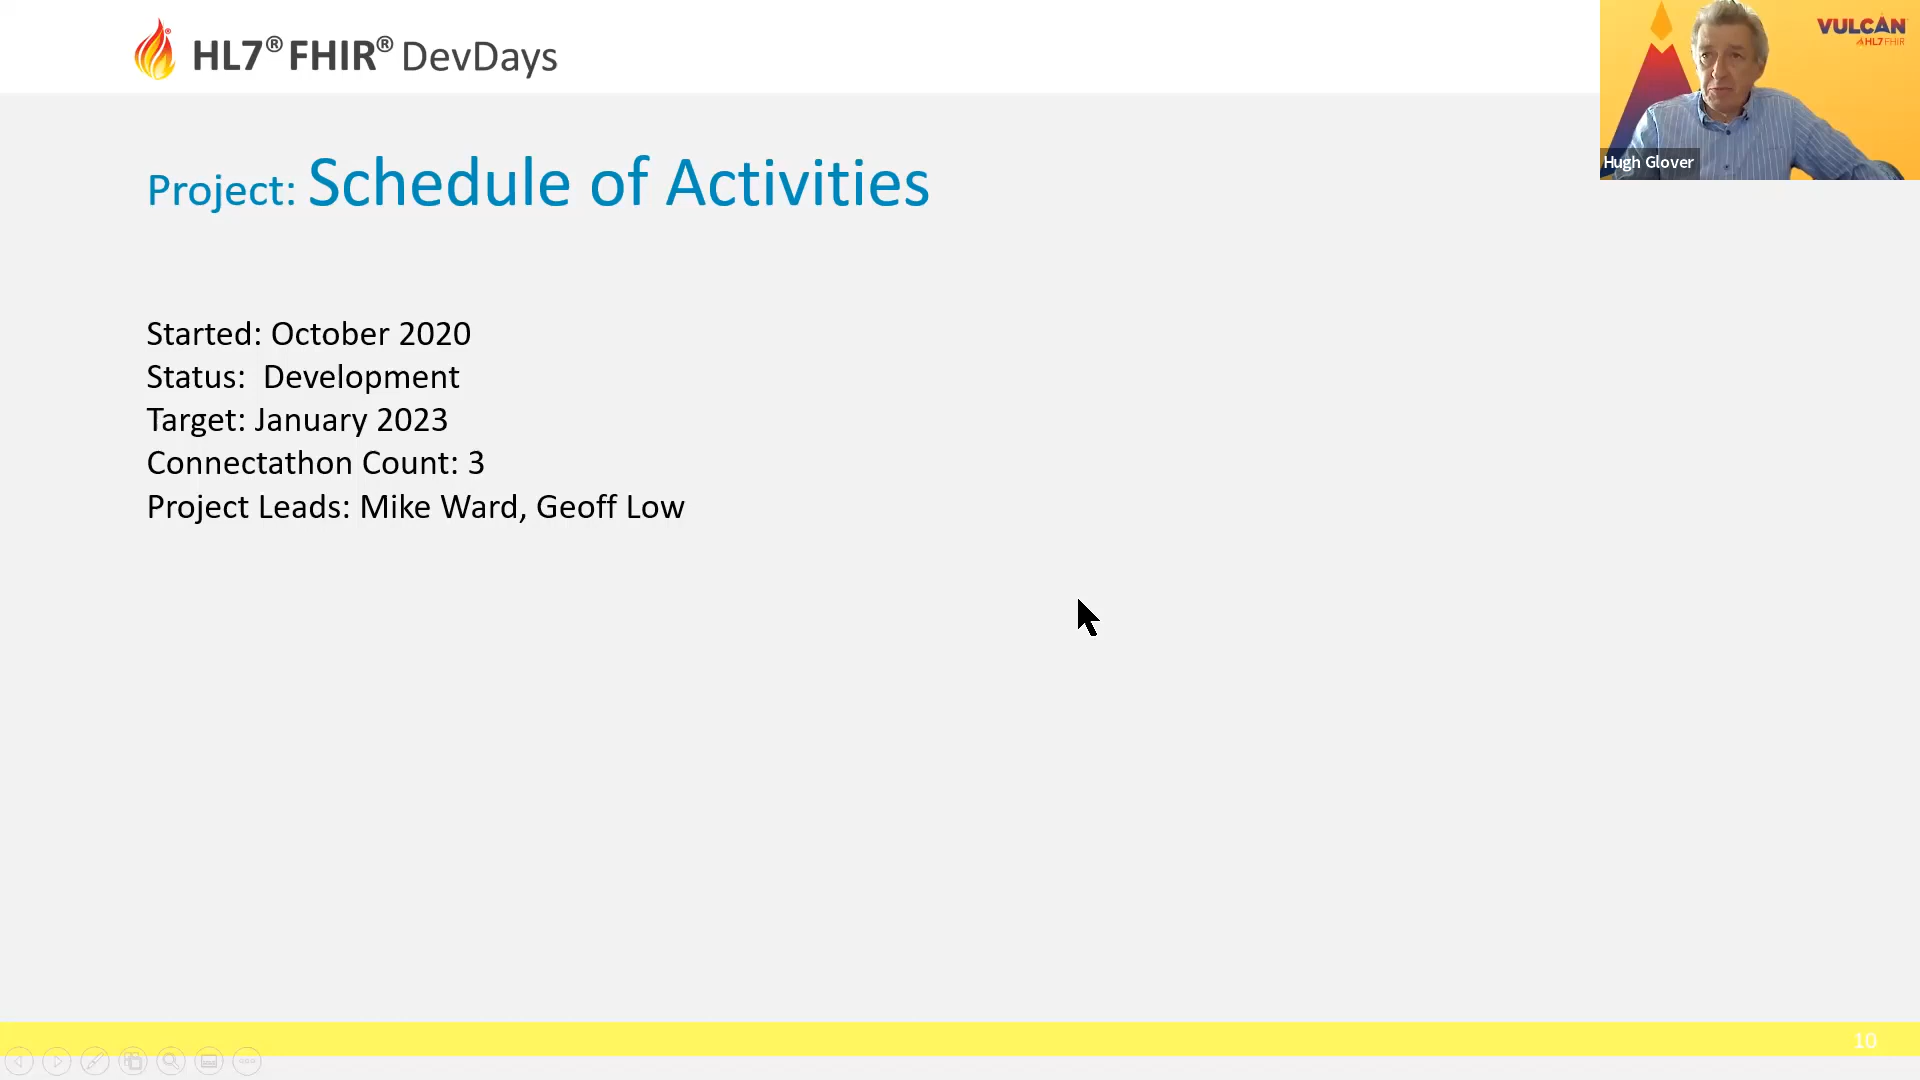 HL7® FHIR® DevDays
VULCAN
HL7 FHIR
Hugh Glover
Project: Schedule of Activities
Started: October 2020
Status: Development
Target: January 2023
Connectathon Count: 3
Project Leads: Mike Ward, Geoff Low
10